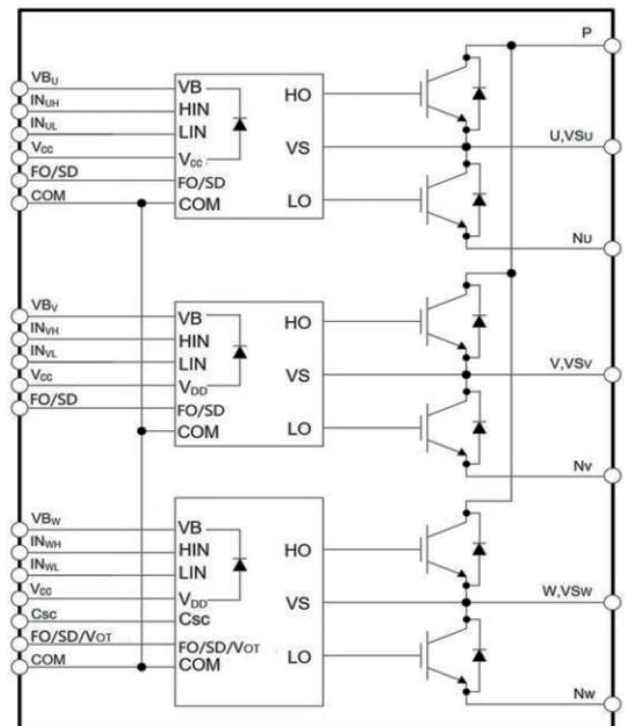 P
VBU
INUH
INUL
VCC
FO/SD
COM
VB
HIN
LIN
VCC
FO/SD
COM
HO
VS
LO
U,VSU
NU
VBV
INVH
INVL
VCC
FO/SD
VB
HIN
LIN
VDD
FO/SD
COM
HO
VS
LO
V,VSV
NV
VBW
INWH
INWL
VCC
CSC
FO/SD/VOT
COM
VB
HIN
LIN
VDD
CSC
FO/SD/VOT
COM
HO
VS
LO
W,VSW
NW